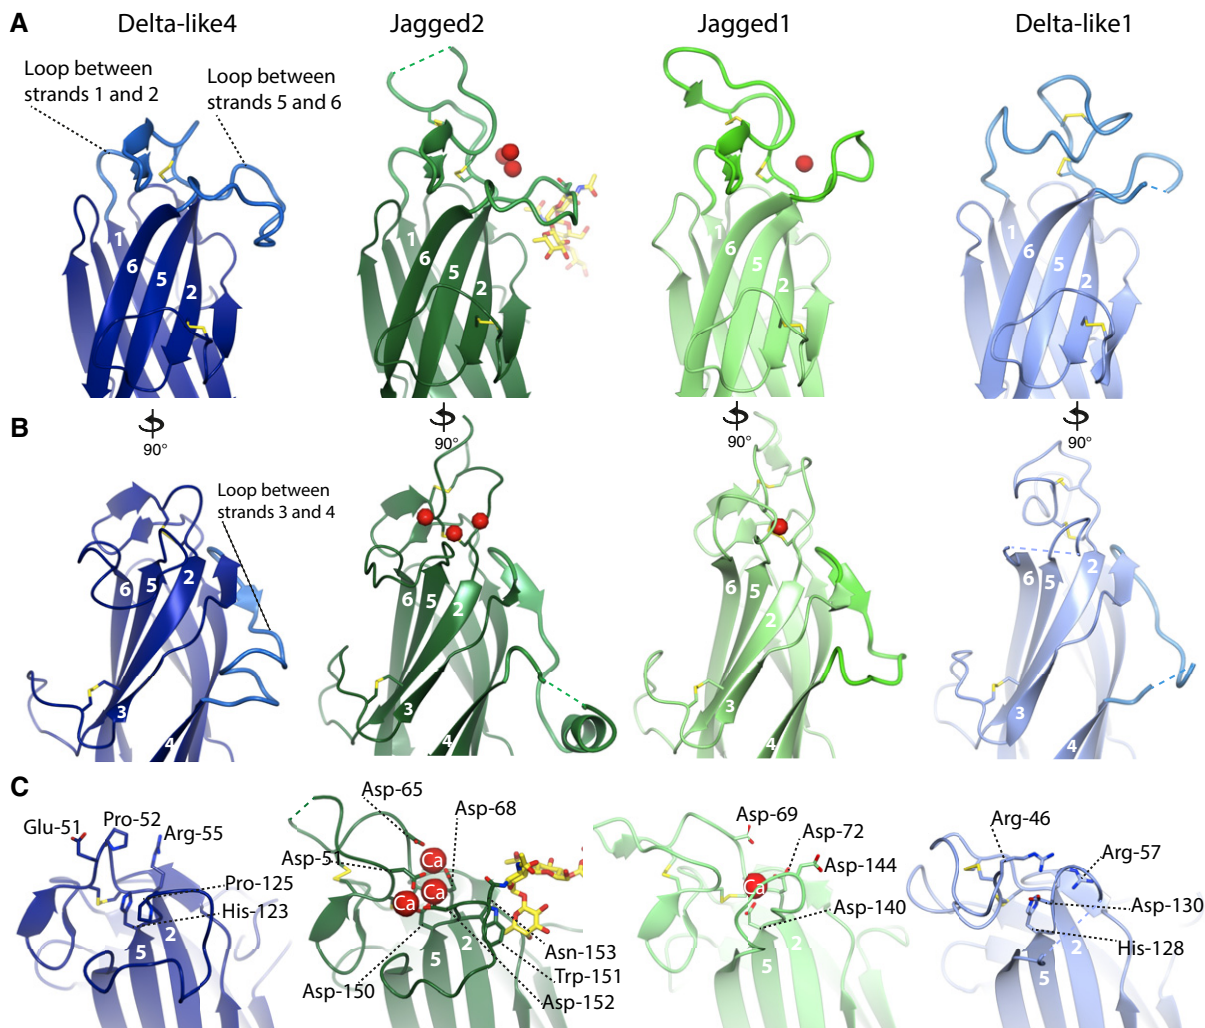 A
Delta-like4
Jagged2
Jagged1
Delta-like1
Loop between
strands 1 and 2
Loop between
strands 5 and 6
1
6
5
2
1
6
5
2
1
6
5
2
1
6
5
2
B
90°
90°
90°
90°
Loop between
strands 3 and 4
6
5
2
3
4
6
5
2
3
4
6
5
2
3
4
6
5
2
3
4
C
Glu-51
Pro-52
Arg-55
Pro-125
His-123
5
2
Asp-65
Asp-68
Asp-51
Ca
Ca
Ca
5
2
Asn-153
Trp-151
Asp-150
Asp-152
Asp-69
Asp-72
Asp-144
Ca
Asp-140
5
2
Arg-46
Arg-57
Asp-130
His-128
5
2